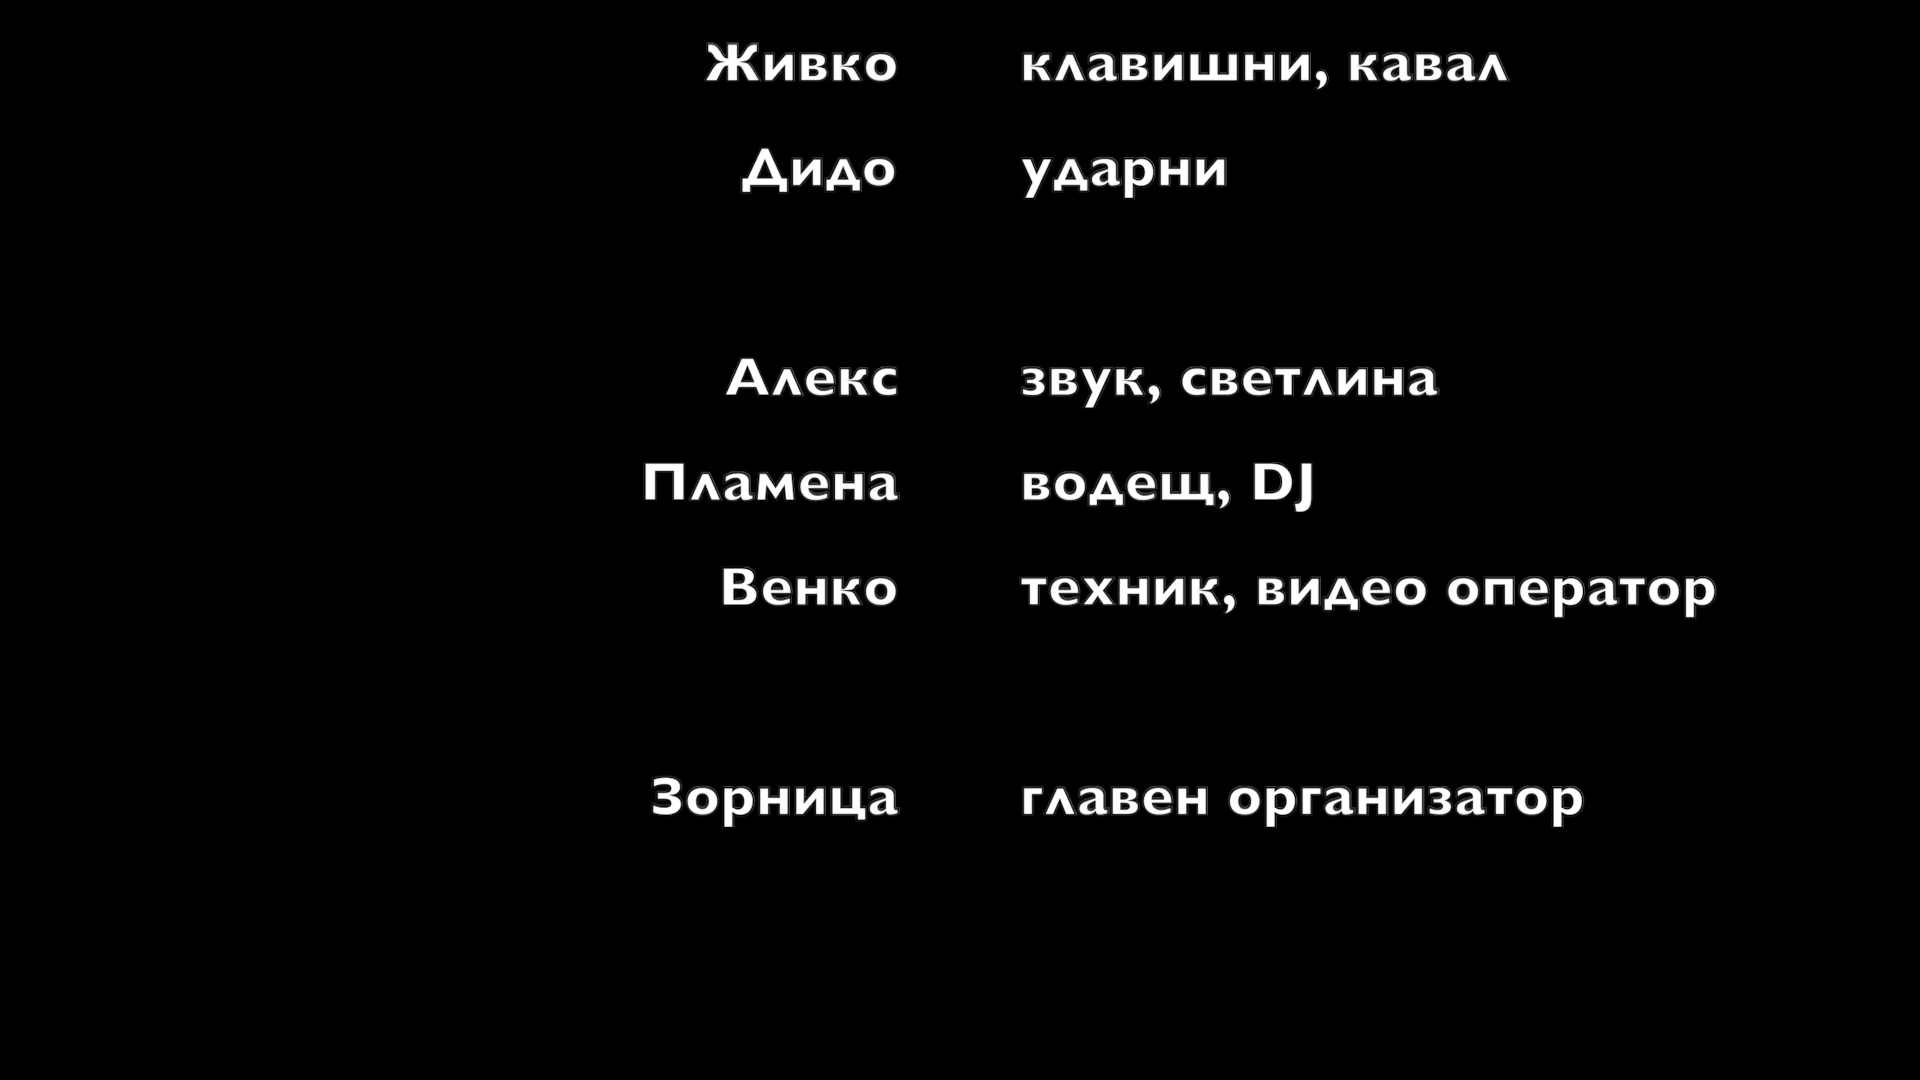 Живко клавишни, кавал
Дидо ударни
Алекс звук, светлина
Пламена водещ, DJ
Венко техник, видео оператор
Зорница главен организатор